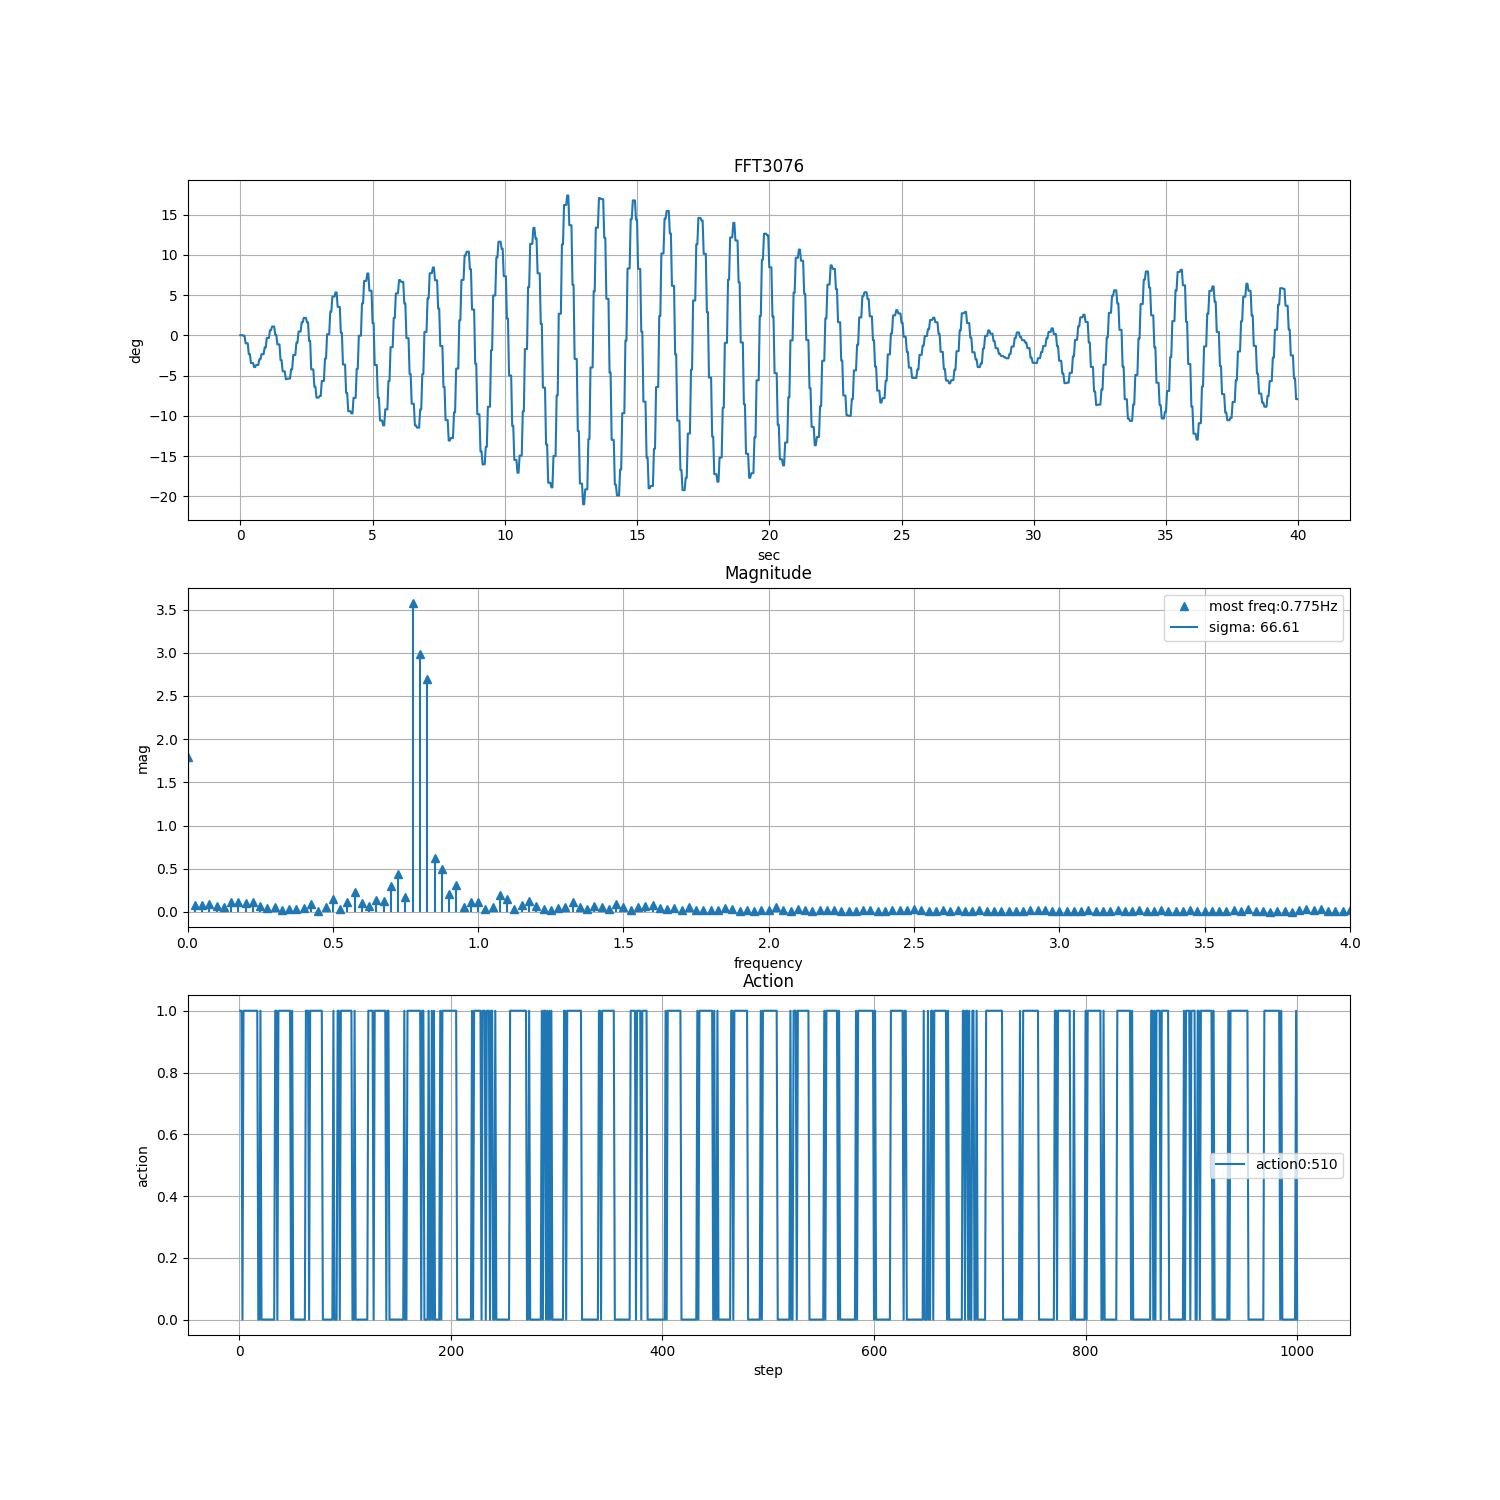 FFT3076
15
10
5
0
−5
−10
−15
−20
deg
0 5 10 15 20 25 30 35 40
sec
Magnitude
3.5
3.0
2.5
2.0
1.5
1.0
0.5
0.0
mag
most freq:0.775Hz
sigma: 66.61
0.0 0.5 1.0 1.5 2.0 2.5 3.0 3.5 4.0
frequency
Action
1.0
0.8
0.6
0.4
0.2
0.0
action
action0:510
0 200 400 600 800 1000
step